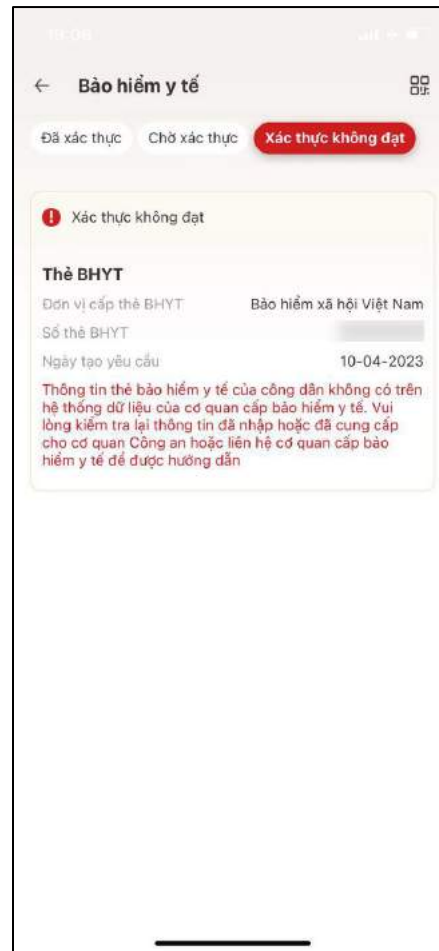 Bảo hiểm y tế
Đã xác thực Chờ xác thực Xác thực không đạt
Xác thực không đạt
Thẻ BHYT
Đơn vị cấp thẻ BHYT Bảo hiểm xã hội Việt Nam
Số thẻ BHYT
Ngày tạo yêu cầu 10-04-2023
Thông tin thẻ bảo hiểm y tế của công dân không có trên
hệ thống dữ liệu của cơ quan cấp bảo hiểm y tế. Vui
lòng kiểm tra lại thông tin đã nhập hoặc đã cung cấp
cho cơ quan Công an hoặc liên hệ cơ quan cấp bảo
hiểm y tế để được hướng dẫn